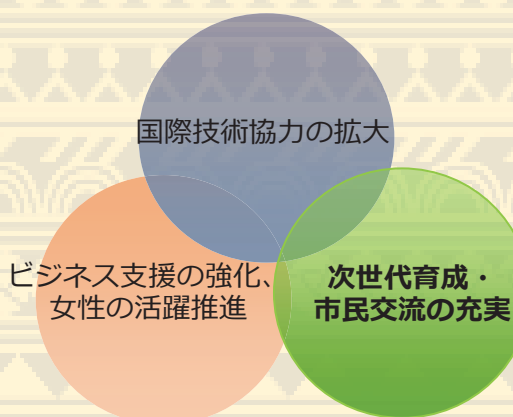 国際技術協力の拡大
ビジネス支援の強化、
女性の活躍推進
次世代育成・
市民交流の充実